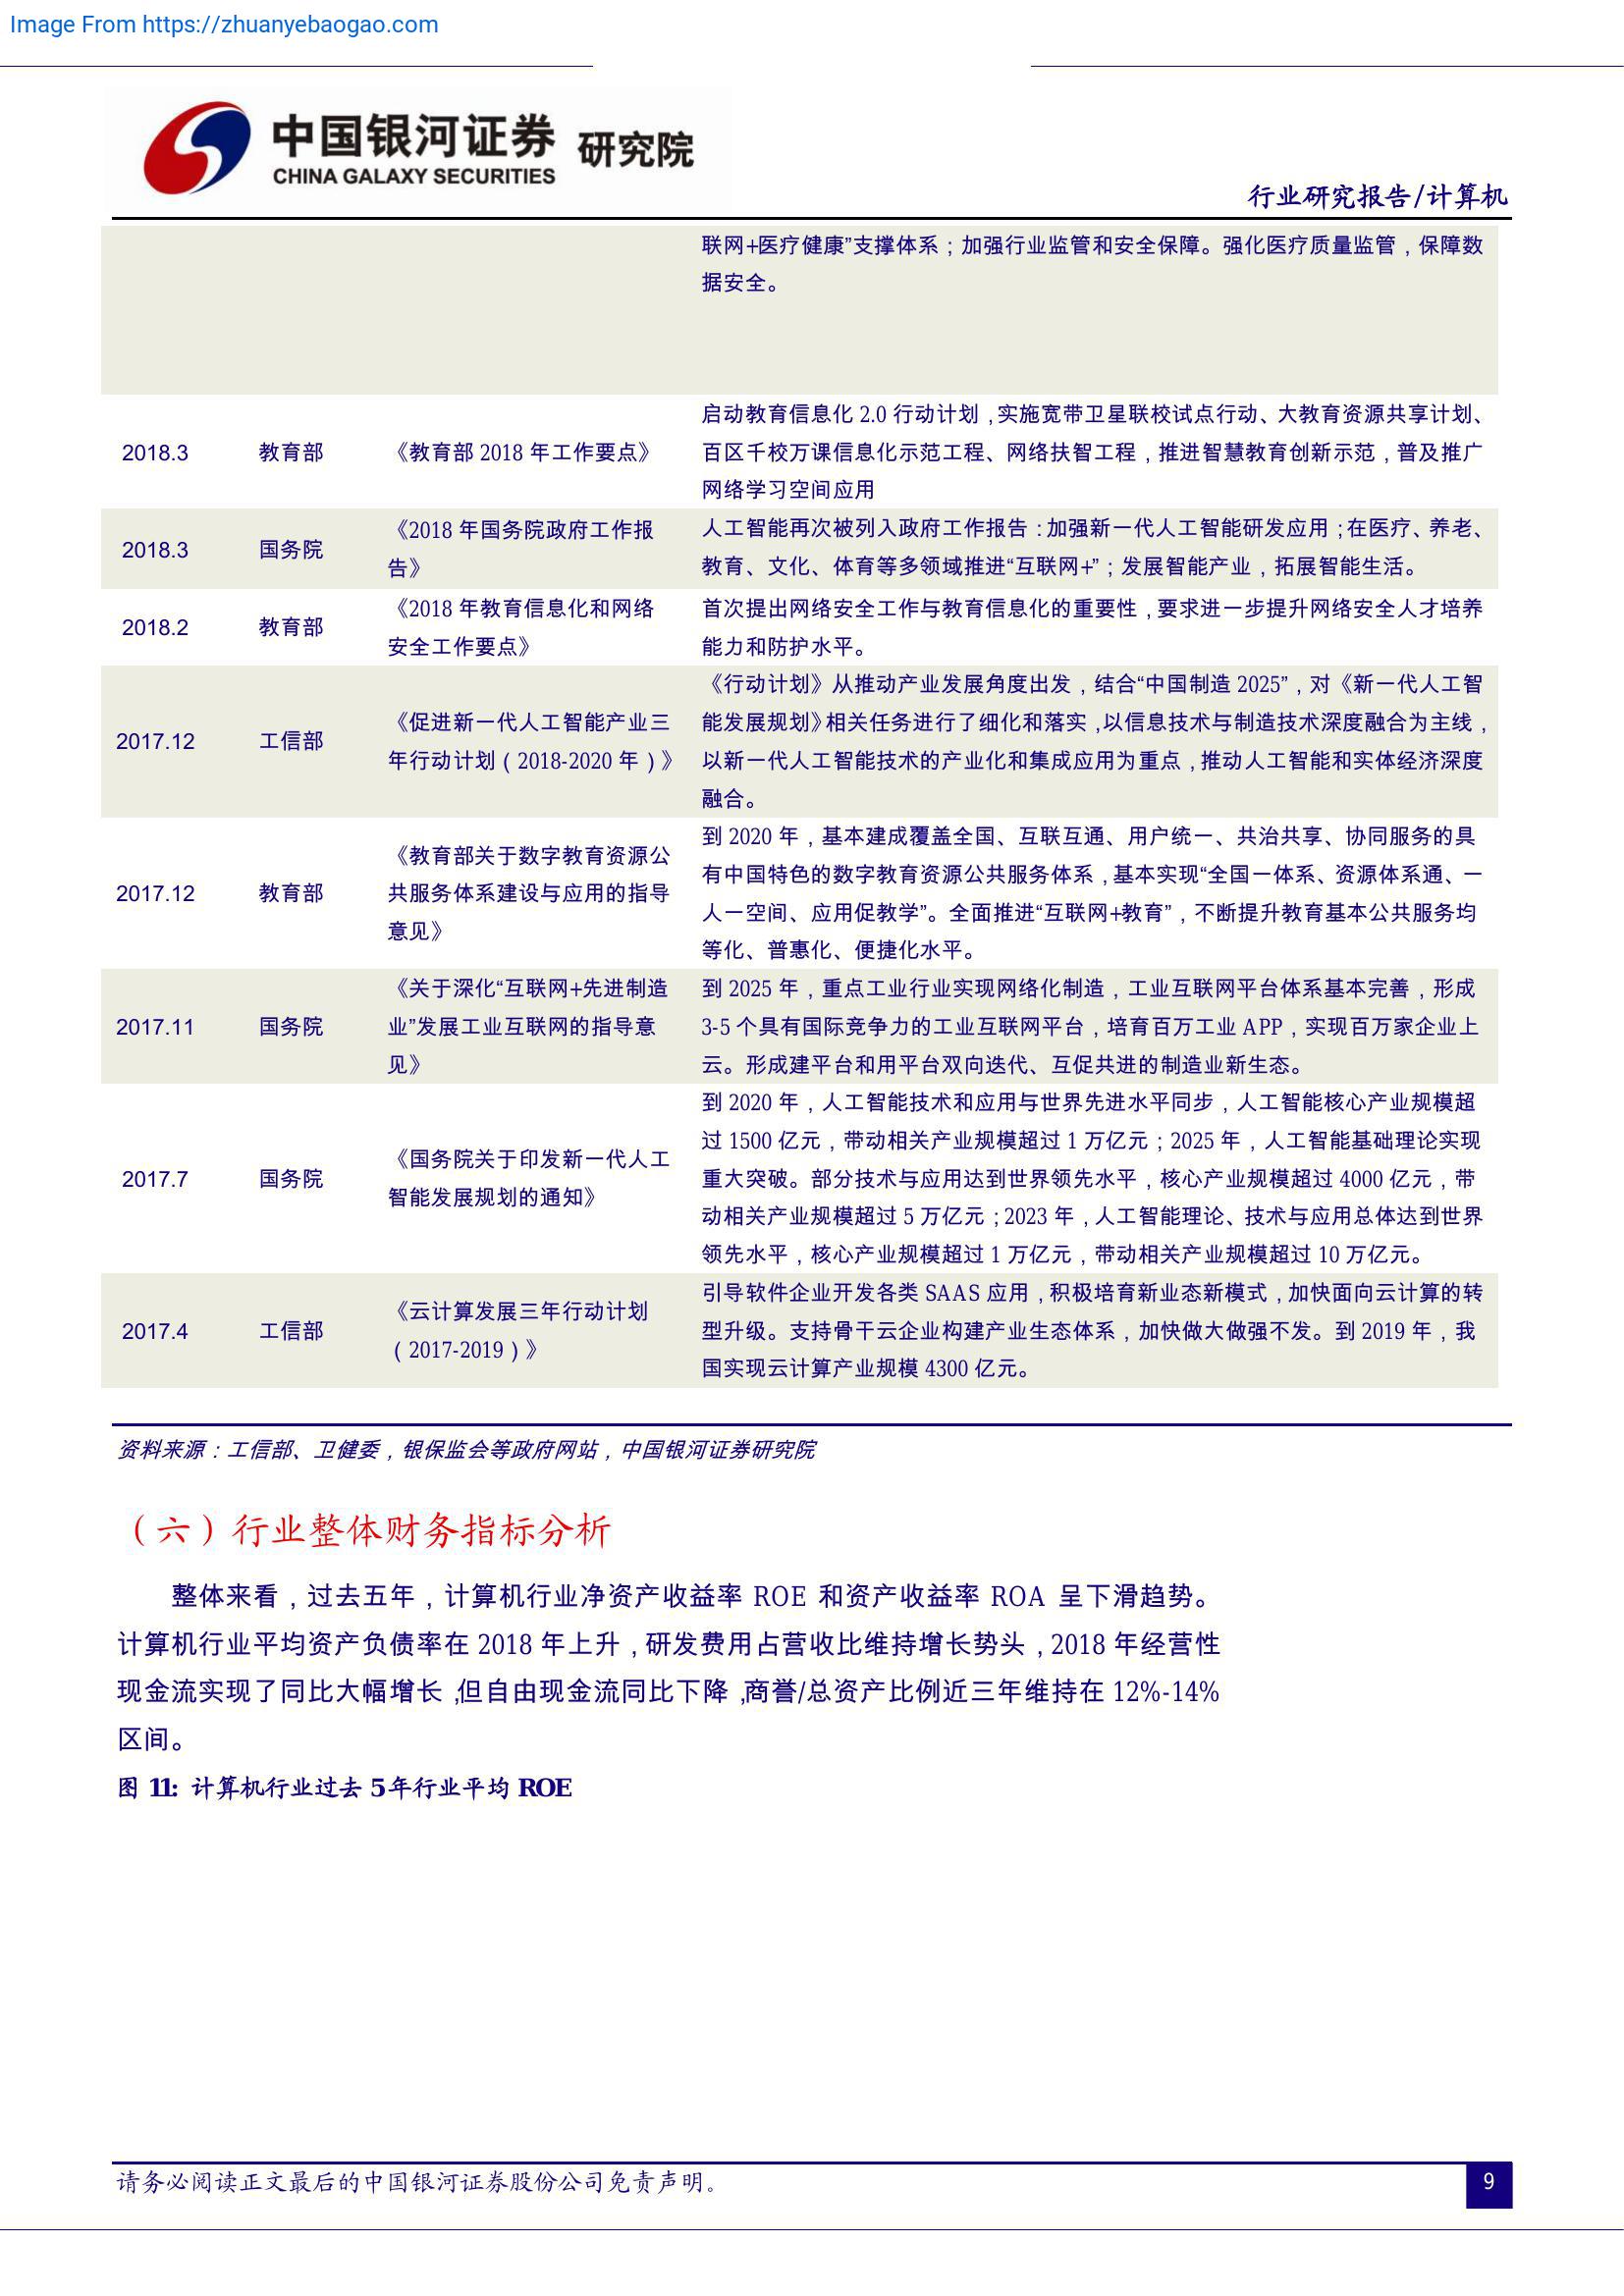 Image From https://zhuanyebaogao.com
中国银河证券 研究院
CHINA GALAXY SECURITIES
行业研究报告/计算机
联网+医疗健康”支撑体系；加强行业监管和安全保障。强化医疗质量监管，保障数
据安全。
2018.3 教育部 《教育部 2018 年工作要点》
启动教育信息化 2.0 行动计划，实施宽带卫星联校试点行动、大教育资源共享计划、
百区千校万课信息化示范工程、网络扶智工程，推进智慧教育创新示范，普及推广
网络学习空间应用
2018.3 国务院
《2018 年国务院政府工作报
告》
人工智能再次被列入政府工作报告：加强新一代人工智能研发应用；在医疗、养老、
教育、文化、体育等多领域推进“互联网+”；发展智能产业，拓展智能生活。
2018.2 教育部
《2018 年教育信息化和网络
安全工作要点》
首次提出网络安全工作与教育信息化的重要性，要求进一步提升网络安全人才培养
能力和防护水平。
2017.12 工信部
《促进新一代人工智能产业三
年行动计划（2018-2020 年）》
《行动计划》从推动产业发展角度出发，结合“中国制造 2025”，对《新一代人工智
能发展规划》相关任务进行了细化和落实，以信息技术与制造技术深度融合为主线，
以新一代人工智能技术的产业化和集成应用为重点，推动人工智能和实体经济深度
融合。
2017.12 教育部
《教育部关于数字教育资源公
共服务体系建设与应用的指导
意见》
到 2020 年，基本建成覆盖全国、互联互通、用户统一、共治共享、协同服务的具
有中国特色的数字教育资源公共服务体系，基本实现“全国一体系、资源体系通、一
人一空间、应用促教学”。全面推进“互联网+教育”，不断提升教育基本公共服务均
等化、普惠化、便捷化水平。
2017.11 国务院
《关于深化“互联网+先进制造
业”发展工业互联网的指导意
见》
到 2025 年，重点工业行业实现网络化制造，工业互联网平台体系基本完善，形成
3-5 个具有国际竞争力的工业互联网平台，培育百万工业 APP，实现百万家企业上
云。形成建平台和用平台双向迭代、互促共进的制造业新生态。
2017.7 国务院
《国务院关于印发新一代人工
智能发展规划的通知》
到 2020 年，人工智能技术和应用与世界先进水平同步，人工智能核心产业规模超
过 1500 亿元，带动相关产业规模超过 1 万亿元；2025 年，人工智能基础理论实现
重大突破。部分技术与应用达到世界领先水平，核心产业规模超过 4000 亿元，带
动相关产业规模超过 5 万亿元；2023 年，人工智能理论、技术与应用总体达到世界
领先水平，核心产业规模超过 1 万亿元，带动相关产业规模超过 10 万亿元。
2017.4 工信部
《云计算发展三年行动计划
（2017-2019）》
引导软件企业开发各类 SAAS 应用，积极培育新业态新模式，加快面向云计算的转
型升级。支持骨干云企业构建产业生态体系，加快做大做强不发。到 2019 年，我
国实现云计算产业规模 4300 亿元。
资料来源：工信部、卫健委，银保监会等政府网站，中国银河证券研究院
（六）行业整体财务指标分析
整体来看，过去五年，计算机行业净资产收益率 ROE 和资产收益率 ROA 呈下滑趋势。
计算机行业平均资产负债率在 2018 年上升，研发费用占营收比维持增长势头，2018 年经营性
现金流实现了同比大幅增长，但自由现金流同比下降，商誉/总资产比例近三年维持在 12%-14%
区间。
图 11: 计算机行业过去 5 年行业平均 ROE
请务必阅读正文最后的中国银河证券股份公司免责声明。
9